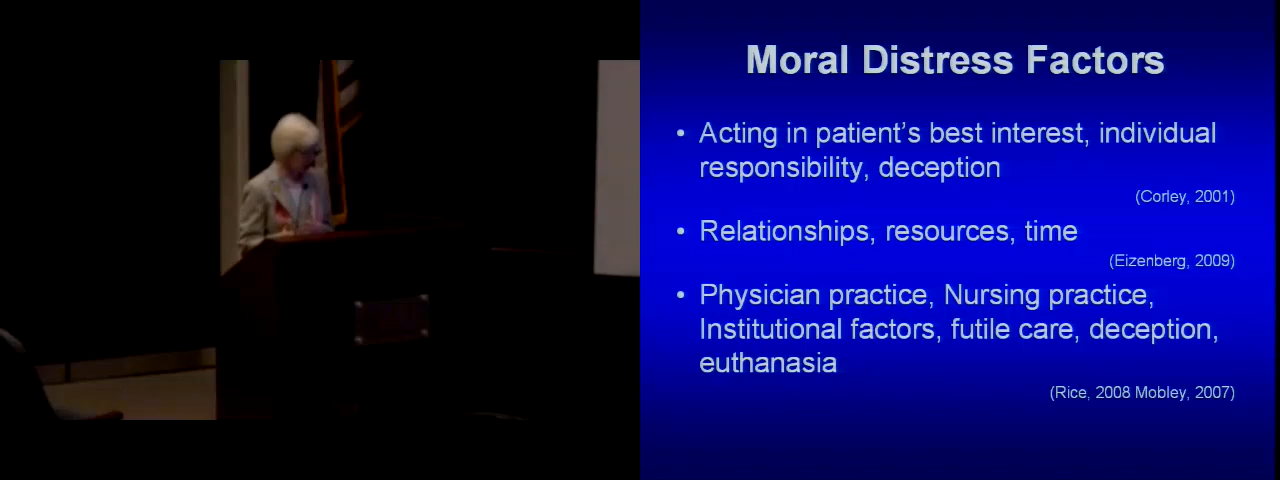 Moral Distress Factors
• Acting in patient's best interest, individual
responsibility, deception
(Corley, 2001)
• Relationships, resources, time
(Eizenberg, 2009)
• Physician practice, Nursing practice,
Institutional factors, futile care, deception,
euthanasia
(Rice, 2008 Mobley, 2007)